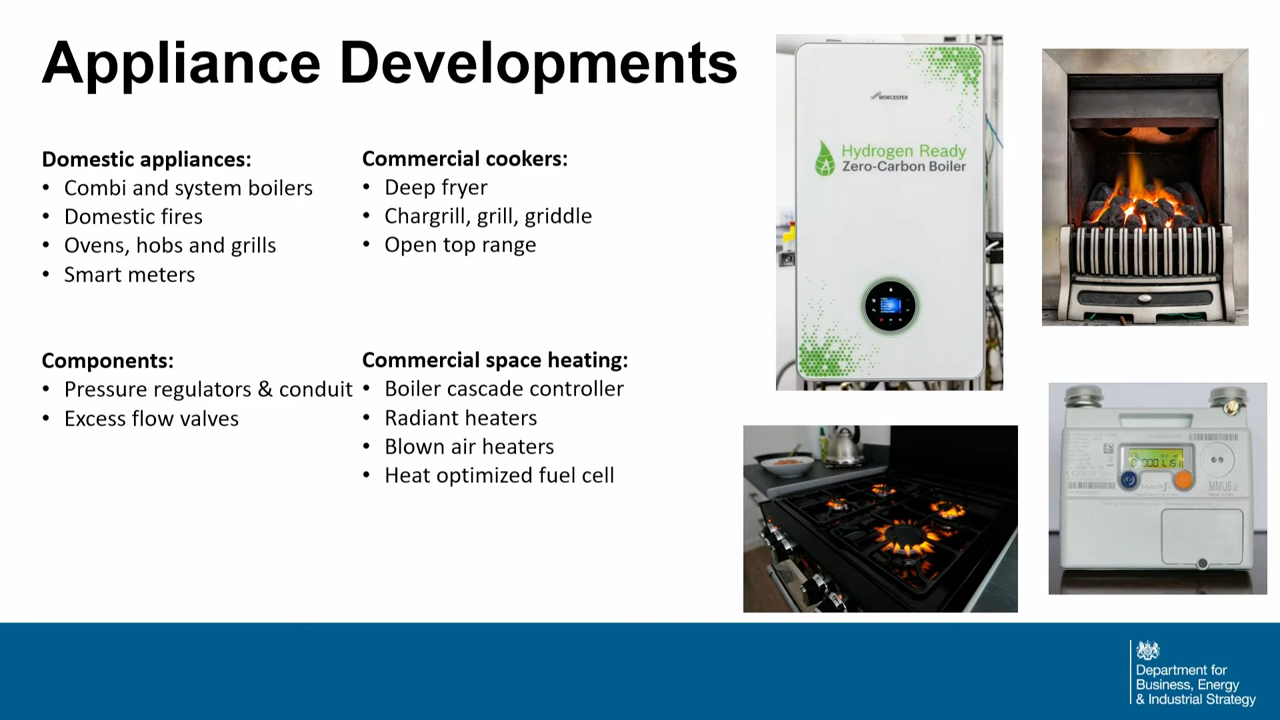 Appliance Developments
Domestic appliances:
• Combi and system boilers
• Domestic fires
• Ovens, hobs and grills
• Smart meters
Commercial cookers:
• Deep fryer
• Chargrill, grill, griddle
• Open top range
Components:
• Pressure regulators & conduit
• Excess flow valves
Commercial space heating:
• Boiler cascade controller
• Radiant heaters
• Blown air heaters
• Heat optimized fuel cell
WORCESTER
Hydrogen Ready
Zero-Carbon Boiler
MMU6
Department for
Business, Energy
& Industrial Strategy